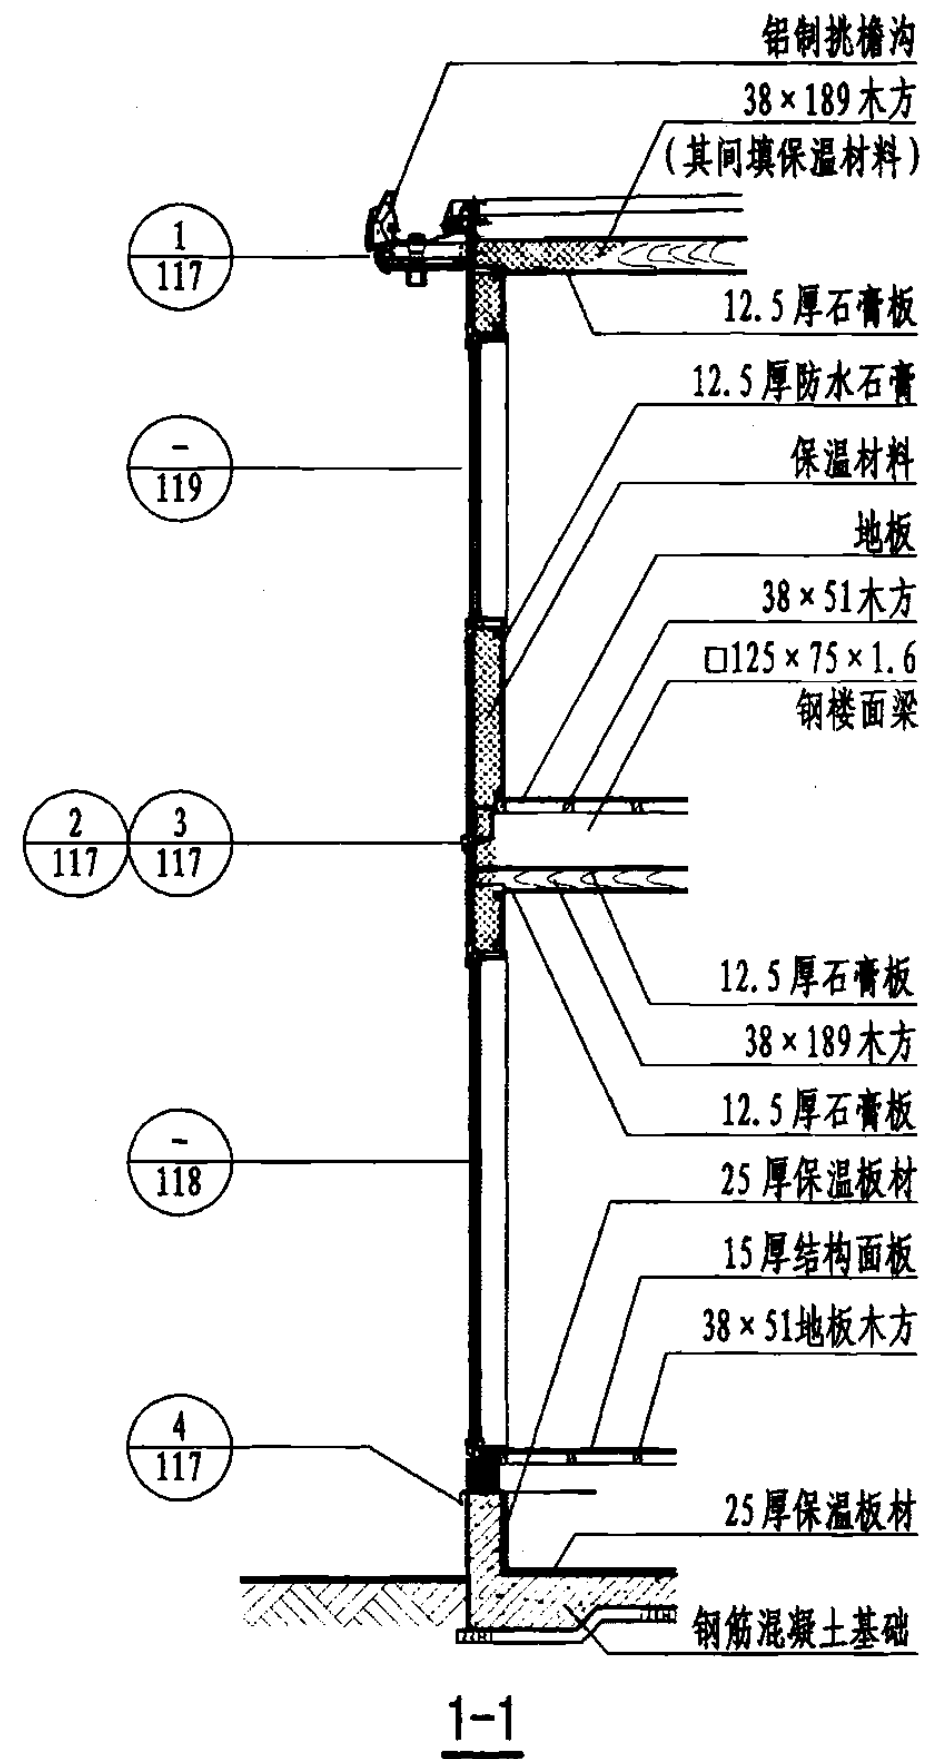 铝制挑檐沟
38×189木方
(其间填保温材料)
1
117
12.5厚石膏板
12.5厚防水石膏
-
119
保温材料
地板
38×51木方
□125×75×1.6
钢楼面梁
2
117
3
117
12.5厚石膏板
38×189木方
12.5厚石膏板
-
118
25厚保温板材
15厚结构面板
38×51地板木方
4
117
25厚保温板材
钢筋混凝土基础
1-1